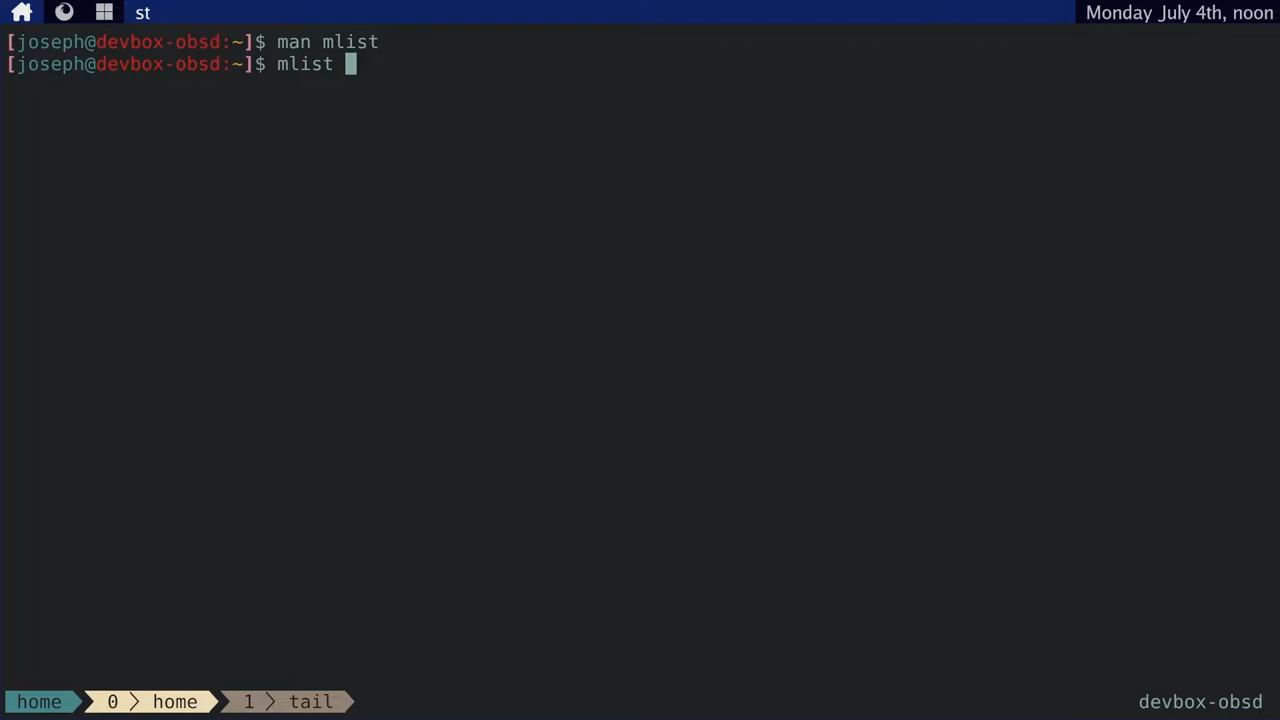 st
Monday July 4th, noon
[joseph@devbox-obsd:~]$ man mlist
[joseph@devbox-obsd:~]$ mlist
home 0 home 1 tail
devbox-obsd